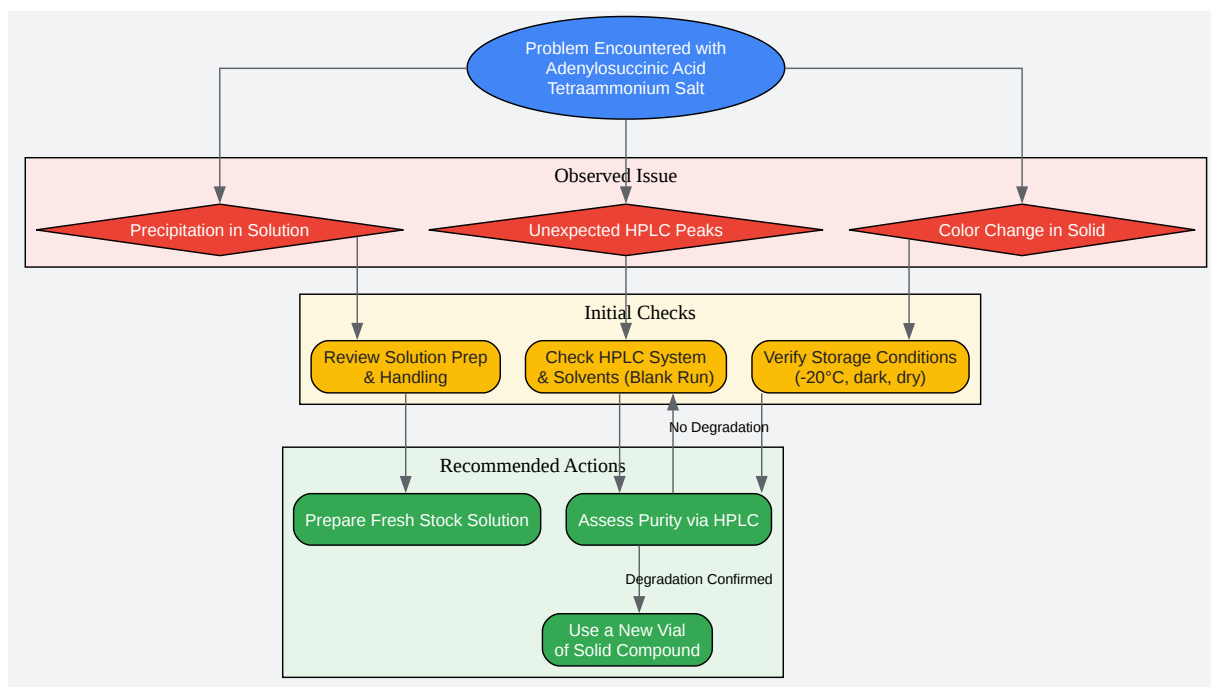 Problem Encountered with
Adenylosuccinic Acid
Tetraammonium Salt
Observed Issue
Precipitation in Solution
Unexpected HPLC Peaks
Color Change in Solid
Initial Checks
Review Solution Prep
& Handling
Check HPLC System
& Solvents (Blank Run)
Verify Storage Conditions
(-20°C, dark, dry)
No Degradation
Recommended Actions
Prepare Fresh Stock Solution
Assess Purity via HPLC
Degradation Confirmed
Use a New Vial
of Solid Compound